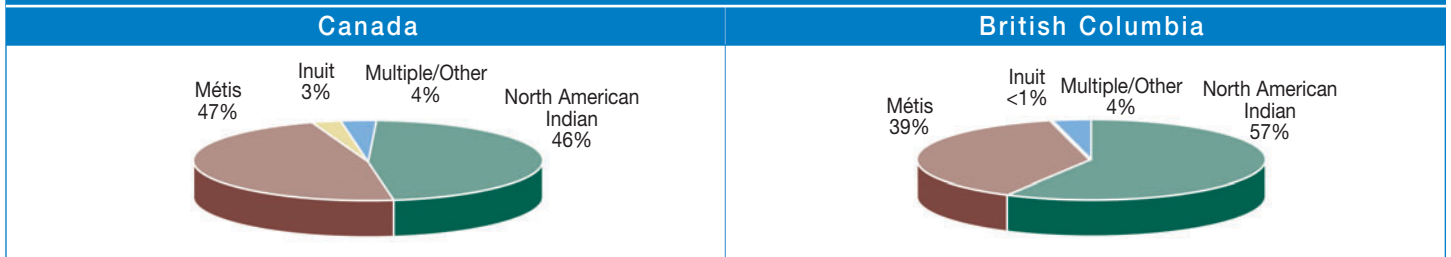 Canada
Métis
47%
Inuit
3%
Multiple/Other
4%
North American
Indian
46%
British Columbia
Métis
39%
Inuit
<1%
Multiple/Other
4%
North American
Indian
57%